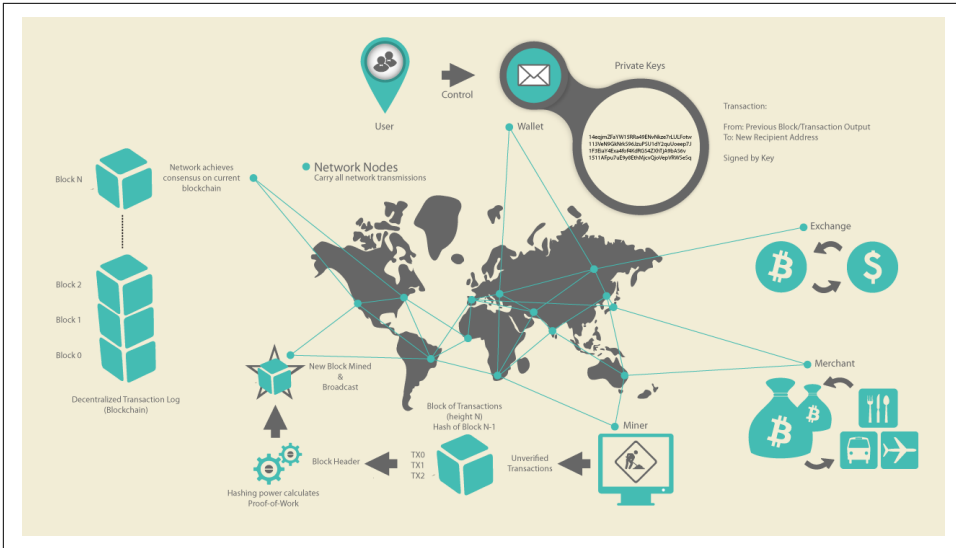 User
Control
Private Keys
Transaction:
From: Previous Block/Transaction Output
To: New Recipient Address
Signed by Key
Wallet
Block N
Network achieves
consensus on current
blockchain
Network Nodes
Carry all network transmissions
Exchange
Block 2
Block 1
Block 0
Decentralized Transaction Log
(Blockchain)
New Block Mined
&
Broadcast
Merchant
Block of Transactions
(height N)
Hash of Block N-1
Miner
TX0
TX1
TX2
Block Header
Unverified
Transactions
Hashing power calculates
Proof-of-Work